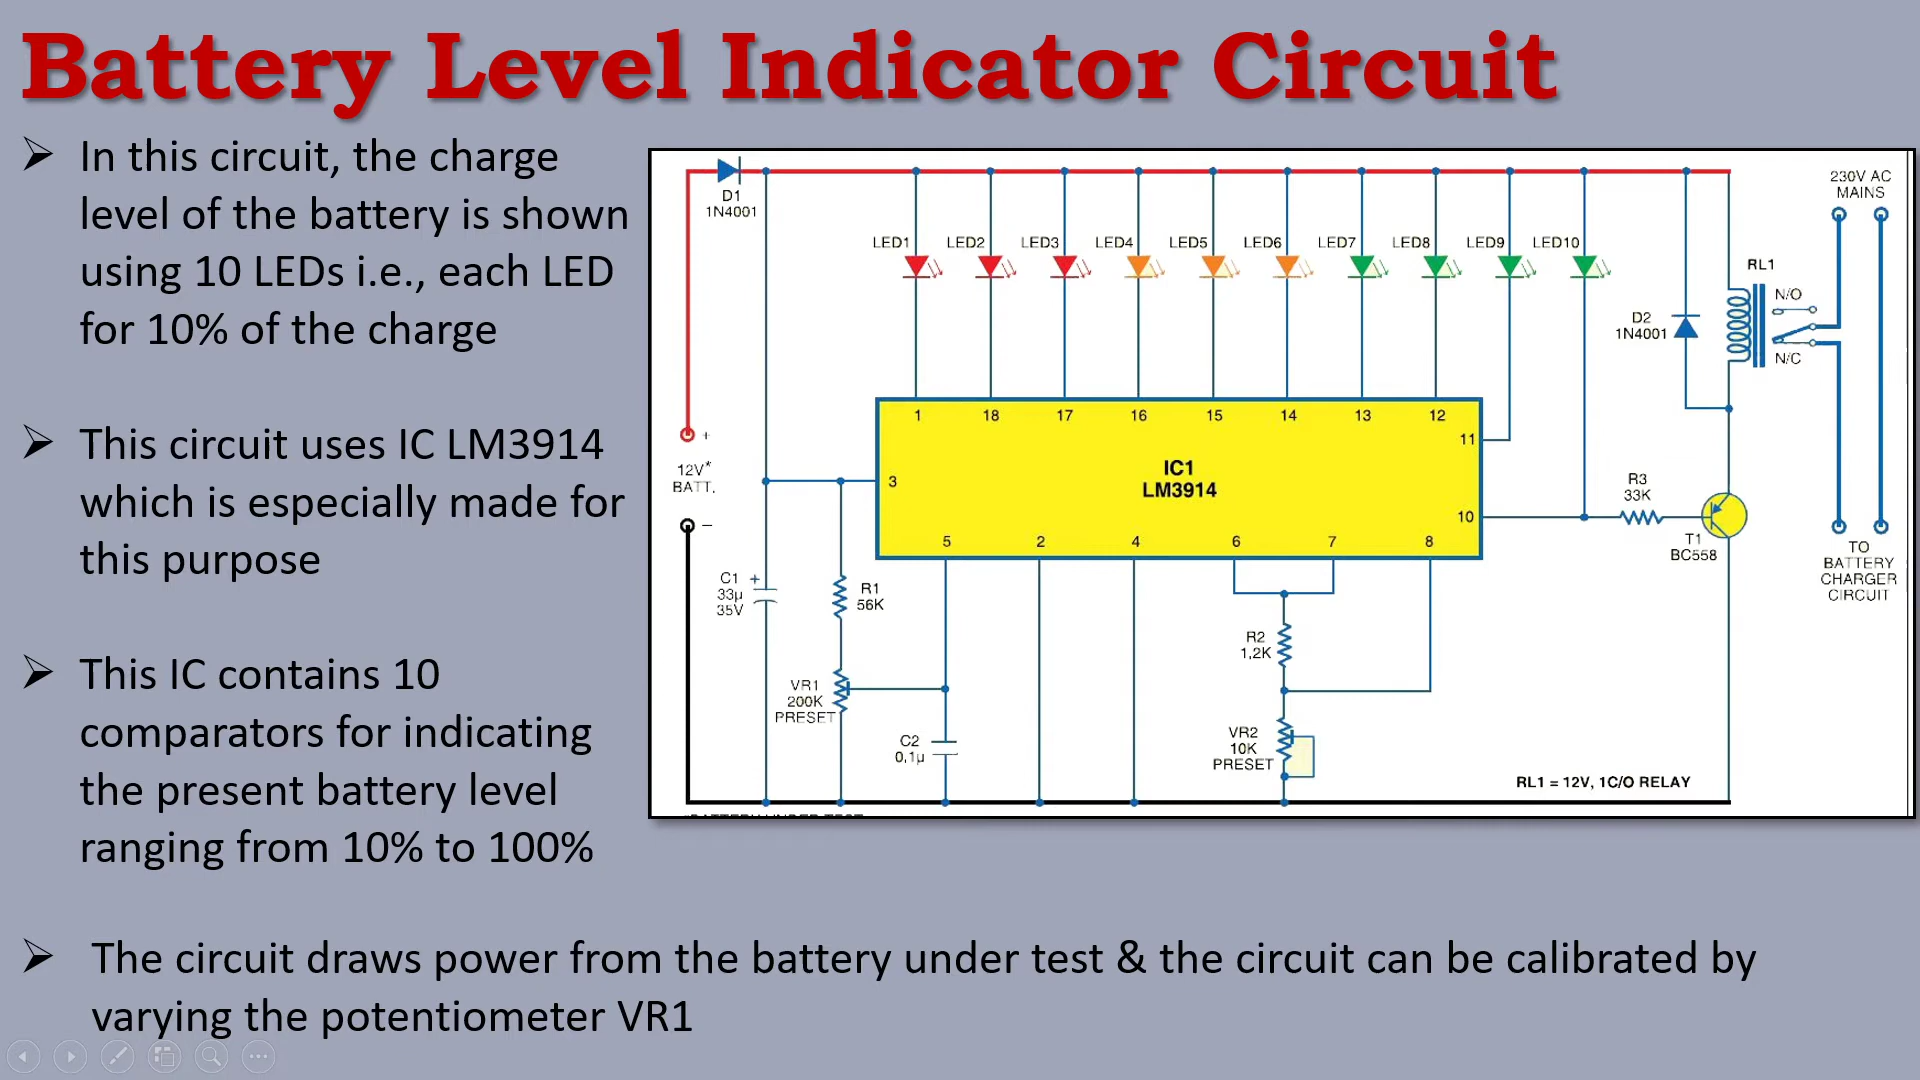 Battery Level Indicator Circuit
➢ In this circuit, the charge
level of the battery is shown
using 10 LEDs i.e., each LED
for 10% of the charge
➢ This circuit uses IC LM3914
which is especially made for
this purpose
➢ This IC contains 10
comparators for indicating
the present battery level
ranging from 10% to 100%
➢ The circuit draws power from the battery under test & the circuit can be calibrated by
varying the potentiometer VR1
D1
1N4001
230V AC
MAINS
LED1 LED2 LED3 LED4 LED5 LED6 LED7 LED8 LED9 LED10
RL1
N/O
N/C
D2
1N4001
1 18 17 16 15 14 13 12
11
+
12V*
BATT.
–
3
IC1
LM3914
10
R3
33K
T1
BC558
5 2 4 6 7 8
TO
BATTERY
CHARGER
CIRCUIT
C1 +
33µ
35V
R1
56K
R2
1,2K
VR1
200K
PRESET
C2
0,1µ
VR2
10K
PRESET
RL1 = 12V, 1C/O RELAY
*BATTERY UNDER TEST